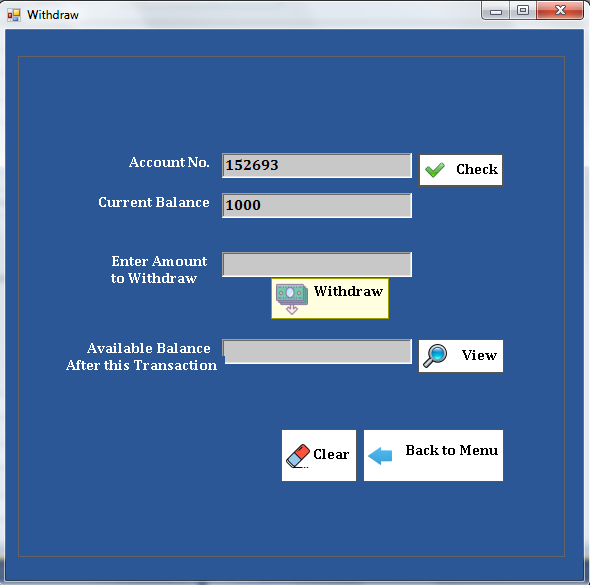 Withdraw
Account No.
152693
Check
Current Balance
1000
Enter Amount
to Withdraw
Withdraw
Available Balance
After this Transaction
View
Clear
Back to Menu